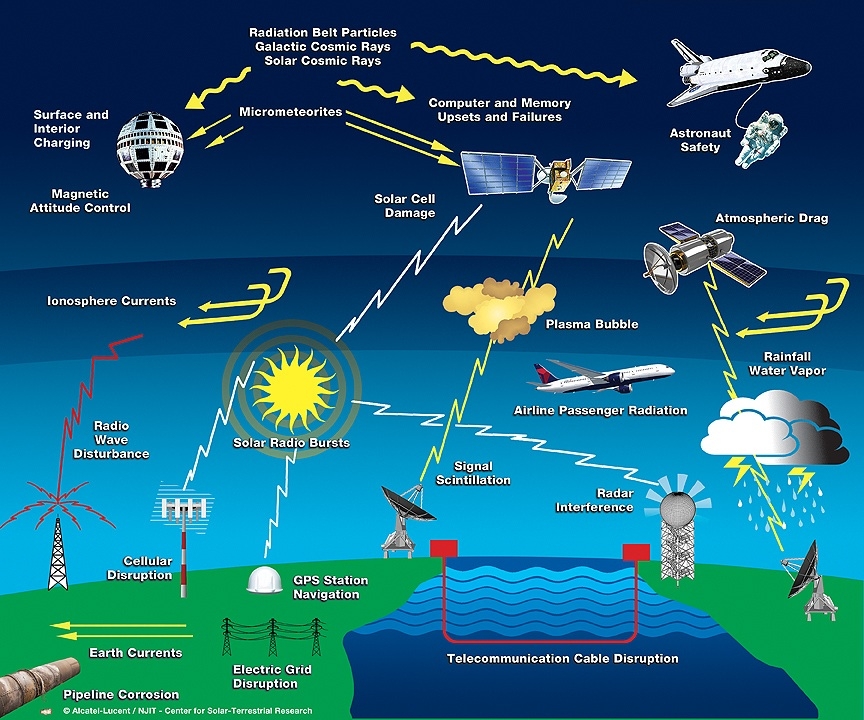 Radiation Belt Particles
Galactic Cosmic Rays
Solar Cosmic Rays
Micrometeorites
Computer and Memory
Upsets and Failures
Surface and
Interior
Charging
Magnetic
Attitude Control
Astronaut
Safety
Solar Cell
Damage
Atmospheric Drag
Ionosphere Currents
Plasma Bubble
Rainfall
Water Vapor
Airline Passenger Radiation
Radio
Wave
Disturbance
Solar Radio Bursts
Signal
Scintillation
Radar
Interference
Cellular
Disruption
GPS Station
Navigation
Earth Currents
Electric Grid
Disruption
Telecommunication Cable Disruption
Pipeline Corrosion
© Alcatel-Lucent / NJIT - Center for Solar-Terrestrial Research